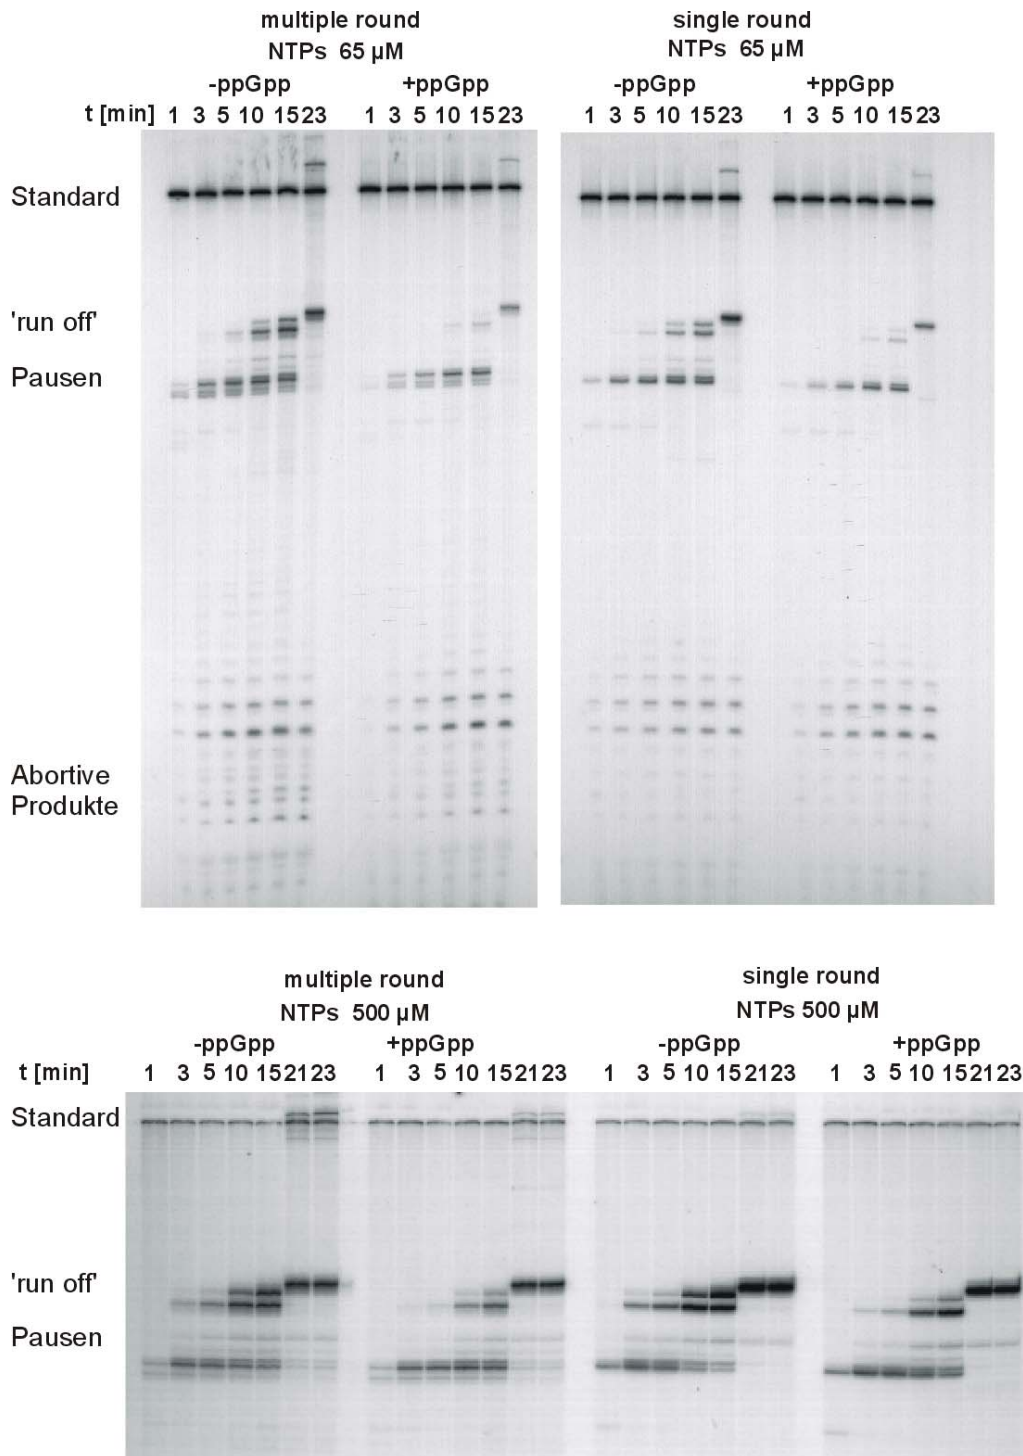 multiple round
NTPs 65 µM
-ppGpp +ppGpp
t [min] 1 3 5 10 15 23 1 3 5 10 15 23
single round
NTPs 65 µM
-ppGpp +ppGpp
1 3 5 10 15 23 1 3 5 10 15 23
Standard
'run off'
Pausen
Abortive
Produkte
multiple round
NTPs 500 µM
-ppGpp +ppGpp
t [min] 1 3 5 10 15 21 23 1 3 5 10 15 21 23
single round
NTPs 500 µM
-ppGpp +ppGpp
1 3 5 10 15 21 23 1 3 5 10 15 21 23
Standard
'run off'
Pausen